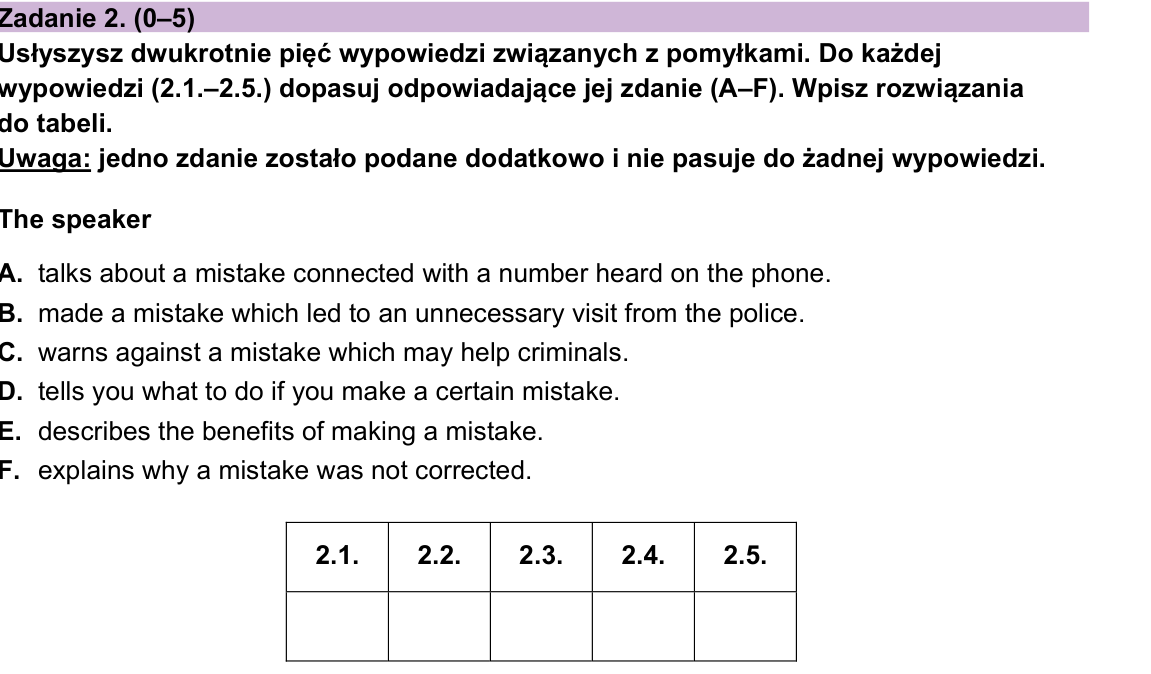 Zadanie 2. (0–5)
Usłyszysz dwukrotnie pięć wypowiedzi związanych z pomyłkami. Do każdej
wypowiedzi (2.1.–2.5.) dopasuj odpowiadające jej zdanie (A–F). Wpisz rozwiązania
do tabeli.
Uwaga: jedno zdanie zostało podane dodatkowo i nie pasuje do żadnej wypowiedzi.
The speaker
A. talks about a mistake connected with a number heard on the phone.
B. made a mistake which led to an unnecessary visit from the police.
C. warns against a mistake which may help criminals.
D. tells you what to do if you make a certain mistake.
E. describes the benefits of making a mistake.
F. explains why a mistake was not corrected.
2.1. 2.2. 2.3. 2.4. 2.5.